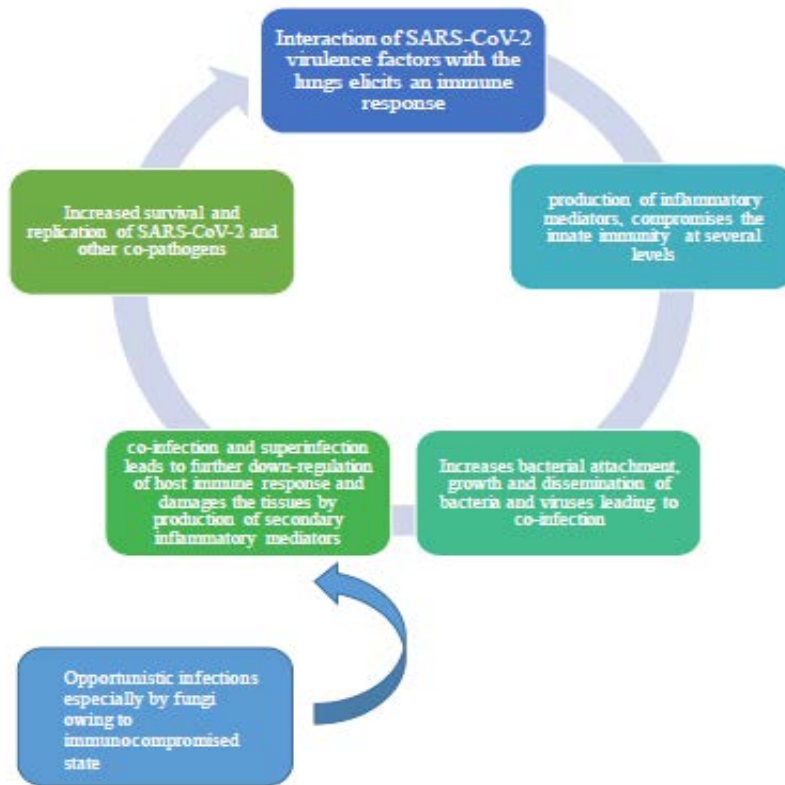 Interaction of SARS-CoV-2
virulence factors with the
lungs elicits an immune
response
production of inflammatory
mediators, compromises the
innate immunity at several
levels
Increases bacterial attachment,
growth and dissemination of
bacteria and viruses leading to
co-infection
co-infection and superinfection
leads to further down-regulation
of host immune response and
damages the tissues by
production of secondary
inflammatory mediators
Increased survival and
replication of SARS-CoV-2 and
other co-pathogens
Opportunistic infections
especially by fungi
owing to
immunocompromised
state